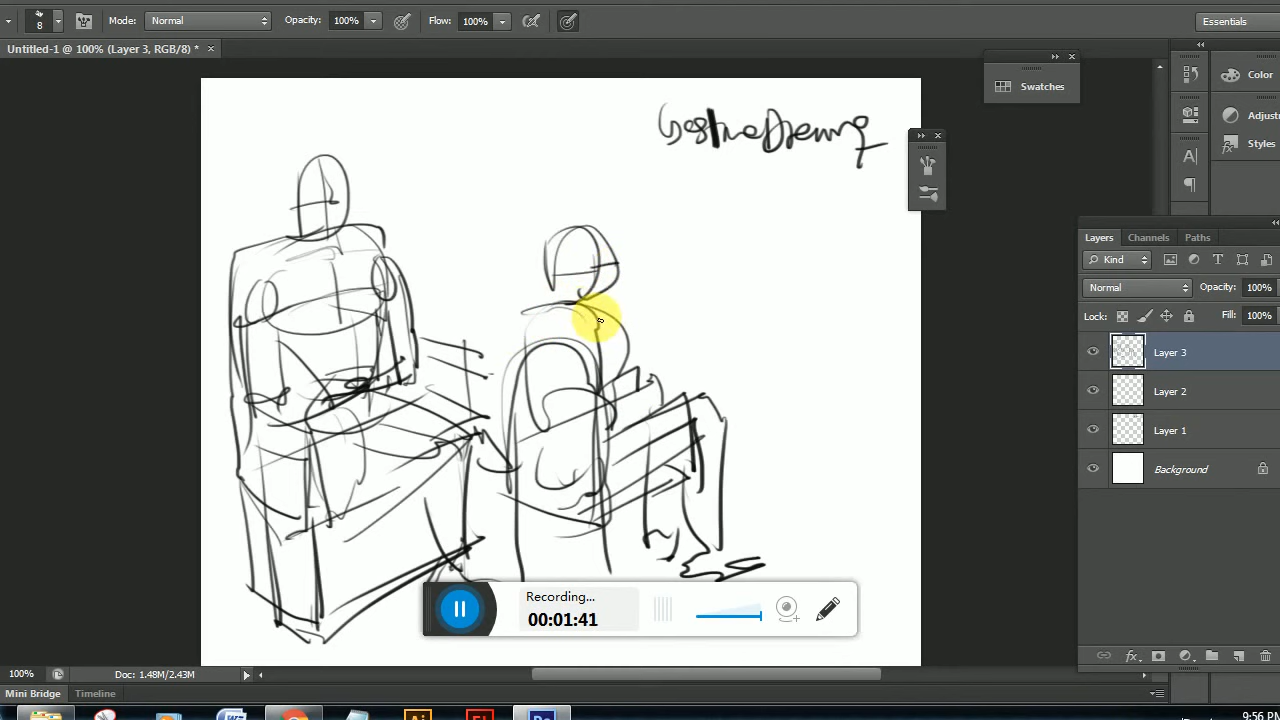 8 Mode: Normal Opacity: 100% Flow: 100% Essentials
Untitled-1 @ 100% (Layer 3, RGB/8) * ×
Swatches
Color
Adjust
Styles
Layers Channels Paths
Kind
Normal Opacity: 100%
Lock: Fill: 100%
Layer 3
Layer 2
Layer 1
Background
Recording...
00:01:41
100% Doc: 1.48M/2.43M
Mini Bridge Timeline
9:56 PM